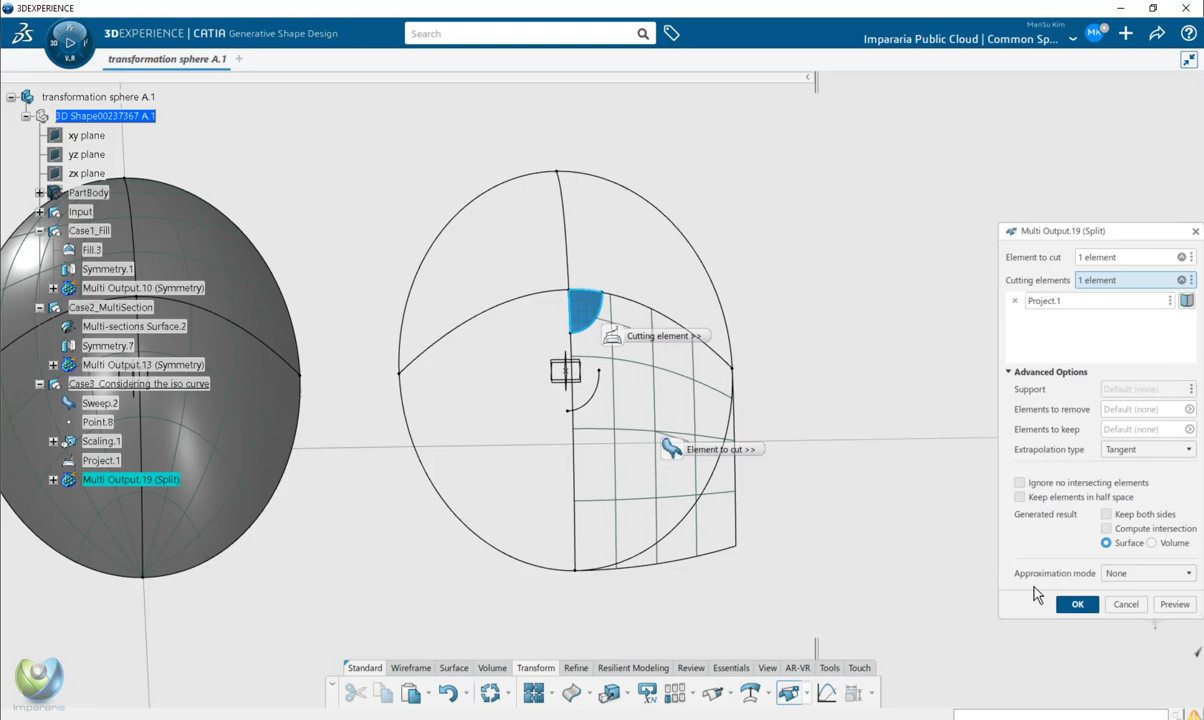 3DEXPERIENCE
3DEXPERIENCE | CATIA Generative Shape Design
Search
ManSu Kim
Impararia Public Cloud | Common Sp...
MK
3D
V.R
transformation sphere A.1
transformation sphere A.1
3D Shape00237367 A.1
xy plane
yz plane
zx plane
PartBody
Input
Case1_Fill
Fill.3
Symmetry.1
Multi Output.10 (Symmetry)
Case2_MultiSection
Multi-sections Surface.2
Symmetry.7
Multi Output.13 (Symmetry)
Case3_Considering the iso curve
Sweep.2
Point.8
Scaling.1
Project.1
Multi Output.19 (Split)
Cutting element >>
Element to cut >>
Multi Output.19 (Split)
Element to cut 1 element
Cutting elements 1 element
Project.1
Advanced Options
Support Default (none)
Elements to remove Default (none)
Elements to keep Default (none)
Extrapolation type Tangent
Ignore no intersecting elements
Keep elements in half space
Generated result Keep both sides
Compute intersection
Surface Volume
Approximation mode None
OK Cancel Preview
Standard Wireframe Surface Volume Transform Refine Resilient Modeling Review Essentials View AR-VR Tools Touch
Impararia